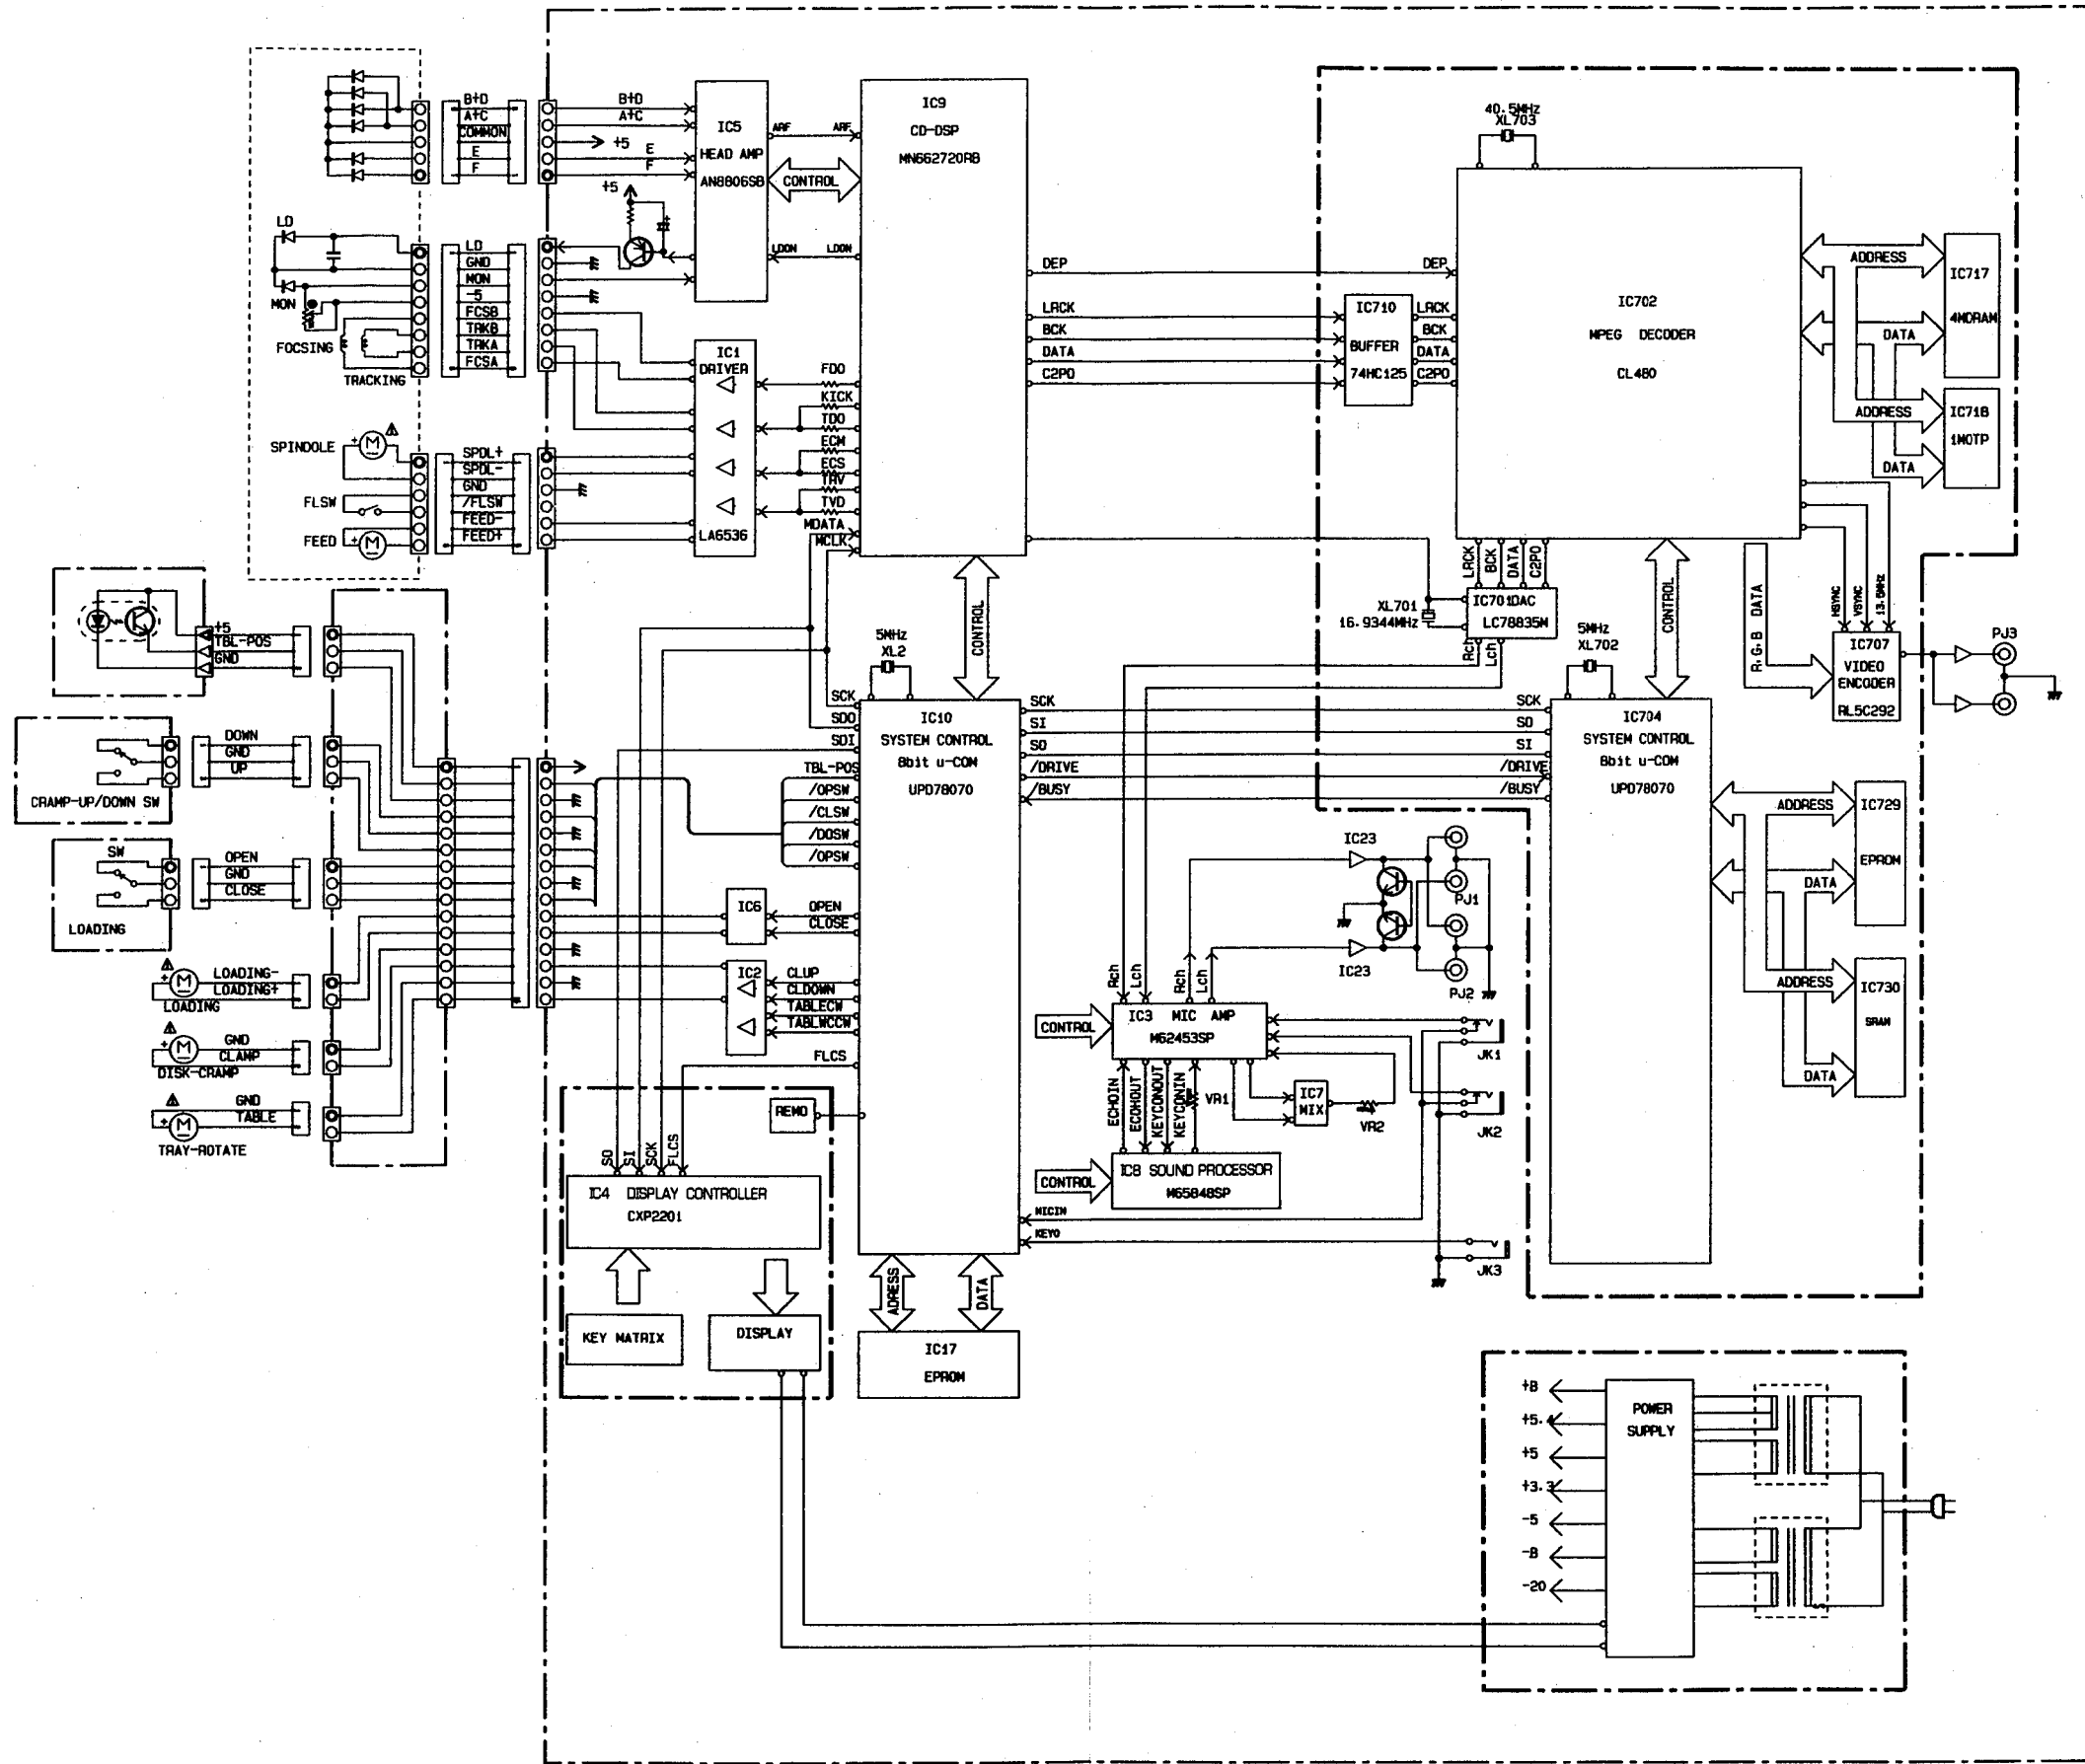 B+D
A+C
COMMON
E
F
B+D
A+C
+5
E
F
+5
IC5
HEAD AMP
AN8806SB
ARF
ARF
CONTROL
LDON
LDON
IC9
CD-DSP
MN662720RB
LD
MON
FOCSING
TRACKING
LD
GND
MON
-5
FCSB
TRKB
TRKA
FCSA
IC1
DRIVER
LA6536
FDO
KICK
TDO
ECM
ECS
TRV
TVD
MDATA
MCLK
SPINDOLE
FLSW
FEED
SPDL+
SPDL-
GND
/FLSW
FEED-
FEED+
DEP
LRCK
BCK
DATA
C2PO
DEP
IC710
BUFFER
74HC125
LRCK
BCK
DATA
C2PO
40.5MHz
XL703
IC702
MPEG DECODER
CL480
ADDRESS
DATA
IC717
4MDRAM
ADDRESS
DATA
IC718
1MOTP
LRCK
BCK
DATA
C2PO
XL701
16.9344MHz
IC701DAC
LC78835M
Rch
Lch
CONTROL
R.G.B DATA
HSYNC
VSYNC
13.5MHz
IC707
VIDEO
ENCODER
RL5C292
PJ3
+5
TBL-POS
GND
DOWN
GND
UP
CRAMP-UP/DOWN SW
SW
OPEN
GND
CLOSE
LOADING
LOADING-
LOADING+
LOADING
GND
CLAMP
DISK-CRAMP
GND
TABLE
TRAY-ROTATE
CONTROL
5MHz
XL2
SCK
SDO
SDI
TBL-POS
/OPSW
/CLSW
/DOSW
/OPSW
IC10
SYSTEM CONTROL
8bit u-COM
UPD78070
IC6
OPEN
CLOSE
IC2
CLUP
CLDOWN
TABLECW
TABLWCCW
FLCS
SCK
SI
SO
/DRIVE
/BUSY
SCK
SO
SI
/DRIVE
/BUSY
5MHz
XL702
IC704
SYSTEM CONTROL
8bit u-COM
UPD78070
ADDRESS
DATA
IC729
EPROM
ADDRESS
DATA
IC730
SRAM
IC23
IC23
PJ1
PJ2
Rch
Lch
Rch
Lch
CONTROL
IC3 MIC AMP
M62453SP
ECHOIN
ECOHOUT
KEYCONOUT
KEYCONIN
VR1
IC7
MIX
VR2
JK1
JK2
JK3
CONTROL
IC8 SOUND PROCESSOR
M65848SP
MICIN
KEYO
REMO
SO
SI
SCK
FLCS
IC4 DISPLAY CONTROLLER
CXP2201
KEY MATRIX
DISPLAY
ADRESS
DATA
IC17
EPROM
+B
+5.4
+5
+3.3
-5
-B
-20
POWER
SUPPLY